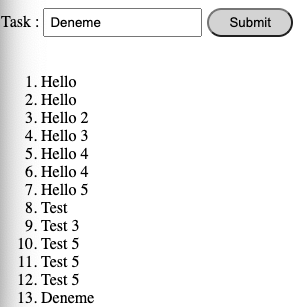 Task : Deneme Submit
1. Hello
2. Hello
3. Hello 2
4. Hello 3
5. Hello 4
6. Hello 4
7. Hello 5
8. Test
9. Test 3
10. Test 5
11. Test 5
12. Test 5
13. Deneme